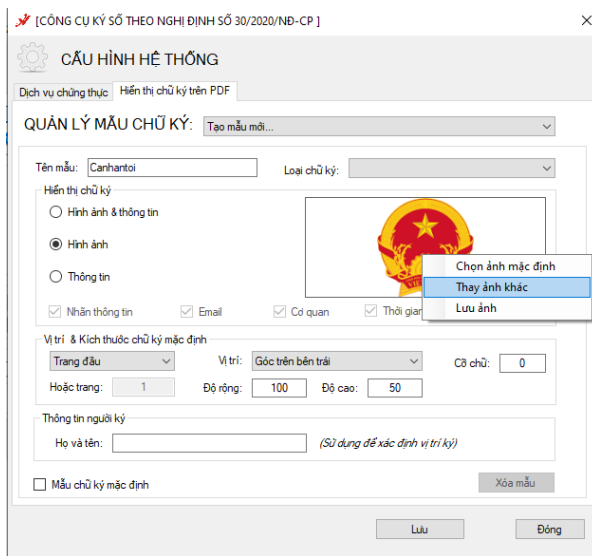 [CÔNG CỤ KÝ SỐ THEO NGHỊ ĐỊNH SỐ 30/2020/NĐ-CP ]
CẤU HÌNH HỆ THỐNG
Dịch vụ chứng thực Hiển thị chữ ký trên PDF
QUẢN LÝ MẪU CHỮ KÝ: Tạo mẫu mới...
Tên mẫu: Canhantoi Loại chữ ký:
Hiển thị chữ ký
Hình ảnh & thông tin
Hình ảnh
Thông tin
Chọn ảnh mặc định
Thay ảnh khác
Lưu ảnh
Nhãn thông tin Email Cơ quan Thời gian
Vị trí & Kích thước chữ ký mặc định
Trang đầu Vị trí: Góc trên bên trái Cỡ chữ: 0
Hoặc trang: 1 Độ rộng: 100 Độ cao: 50
Thông tin người ký
Họ và tên: (Sử dụng để xác định vị trí ký)
Mẫu chữ ký mặc định Xóa mẫu
Lưu Đóng